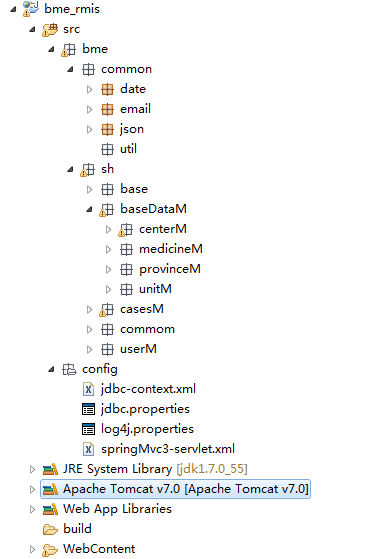 bme_rmis
src
bme
common
date
email
json
util
sh
base
baseDataM
centerM
medicineM
provinceM
unitM
casesM
commom
userM
config
jdbc-context.xml
jdbc.properties
log4j.properties
springMvc3-servlet.xml
JRE System Library [jdk1.7.0_55]
Apache Tomcat v7.0 [Apache Tomcat v7.0]
Web App Libraries
build
WebContent